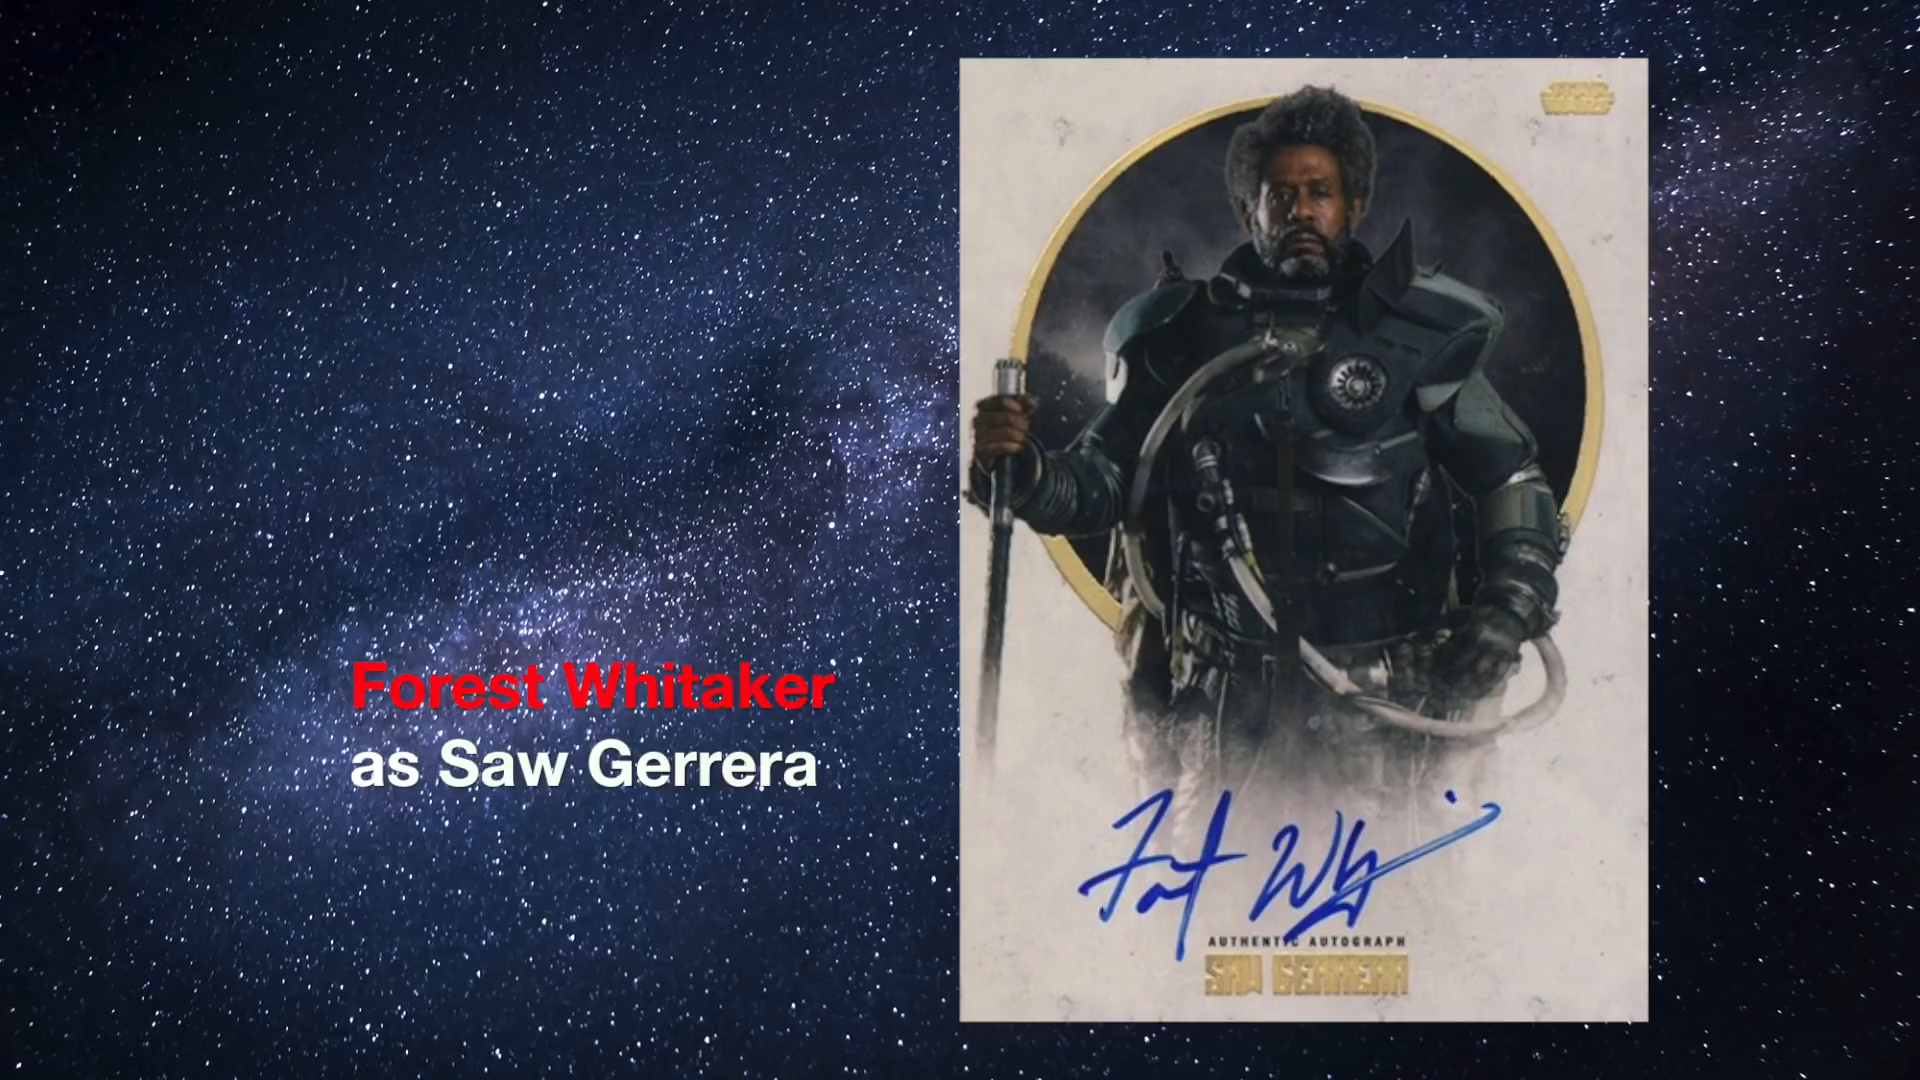 STAR
WARS
Forest Whitaker
as Saw Gerrera
AUTHENTIC AUTOGRAPH
SAW GERRERA